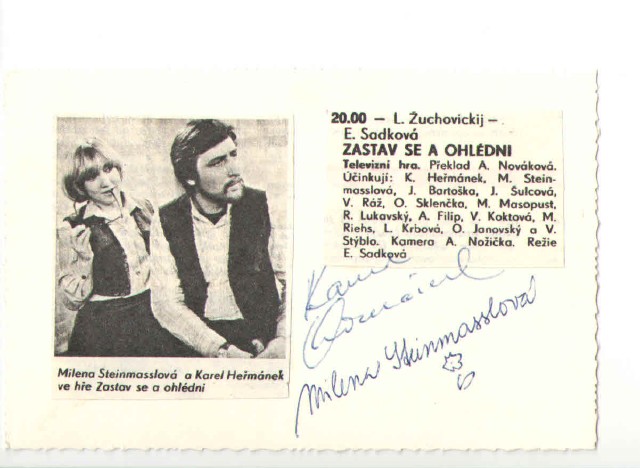 20.00 – L. Žuchovickij –
E. Sadková
ZASTAV SE A OHLÉDNI
Televizní hra. Překlad A. Nováková.
Účinkují: K. Heřmánek, M. Stein-
masslová, J. Bartoška, J. Šulcová,
V. Ráž, O. Sklenčka, M. Masopust,
R. Lukavský, A. Filip, V. Koktová, M.
Riehs, L. Krbová, O. Janovský a V.
Stýblo. Kamera A. Nožička. Režie
E. Sadková
Milena Steinmasslová a Karel Heřmánek
ve hře Zastav se a ohlédni
Milena Steinmasslová